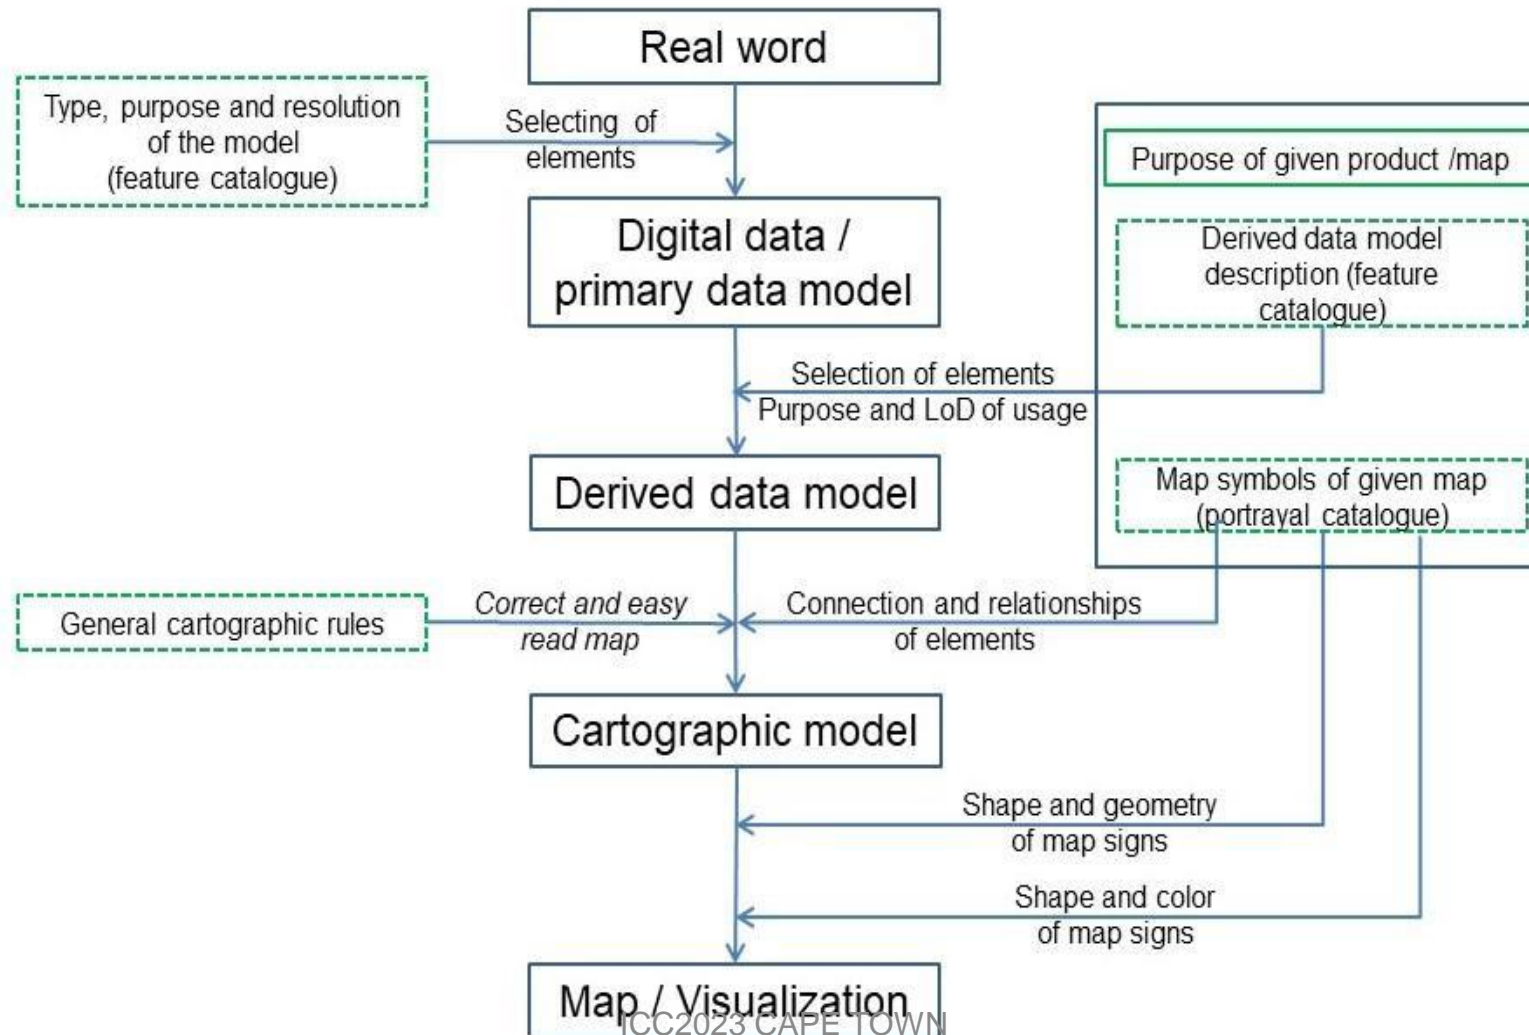 Real word
Type, purpose and resolution
of the model
(feature catalogue)
Selecting of
elements
Purpose of given product /map
Digital data /
primary data model
Derived data model
description (feature
catalogue)
Selection of elements
Purpose and LoD of usage
Derived data model
Map symbols of given map
(portrayal catalogue)
General cartographic rules
Correct and easy
read map
Connection and relationships
of elements
Cartographic model
Shape and geometry
of map signs
Shape and color
of map signs
Map / Visualization
ICC2023 CAPE TOWN